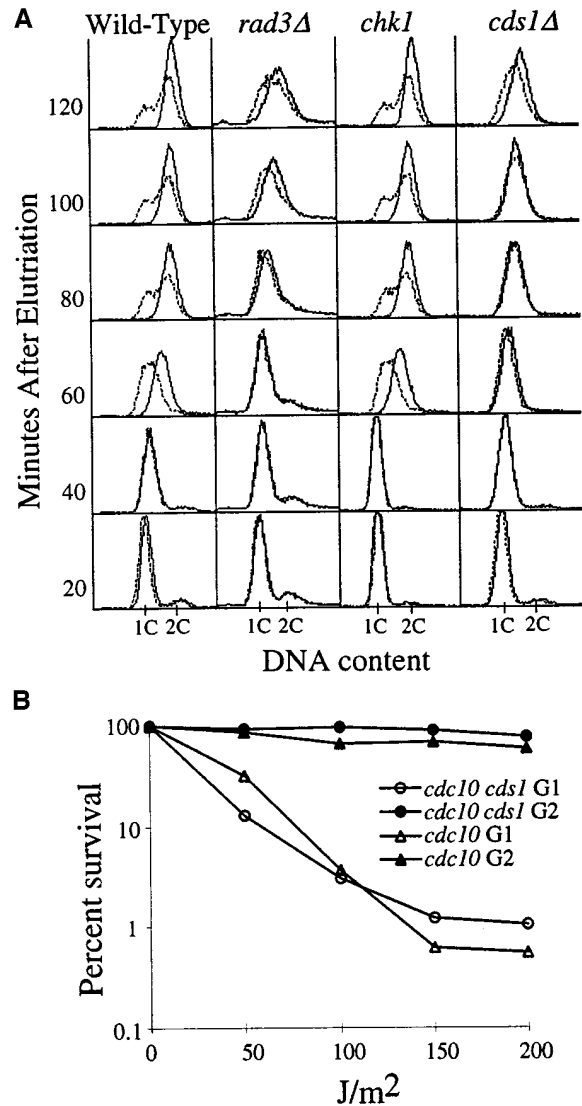 A
Wild-Type rad3Δ chk1 cds1Δ
Minutes After Elutriation
120
100
80
60
40
20
1C 2C 1C 2C 1C 2C 1C 2C
DNA content
B
Percent survival
100
10
1
0.1
cdc10 cds1 G1
cdc10 cds1 G2
cdc10 G1
cdc10 G2
0 50 100 150 200
J/m2